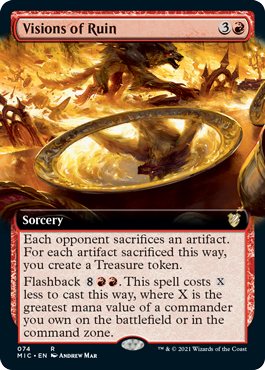 Visions of Ruin 3
Sorcery
Each opponent sacrifices an artifact.
For each artifact sacrificed this way,
you create a Treasure token.
Flashback 8. This spell costs X
less to cast this way, where X is the
greatest mana value of a commander
you own on the battlefield or in
the command zone.
074 R
MIC • EN ANDREW MAR ™ & © 2021 Wizards of the Coast